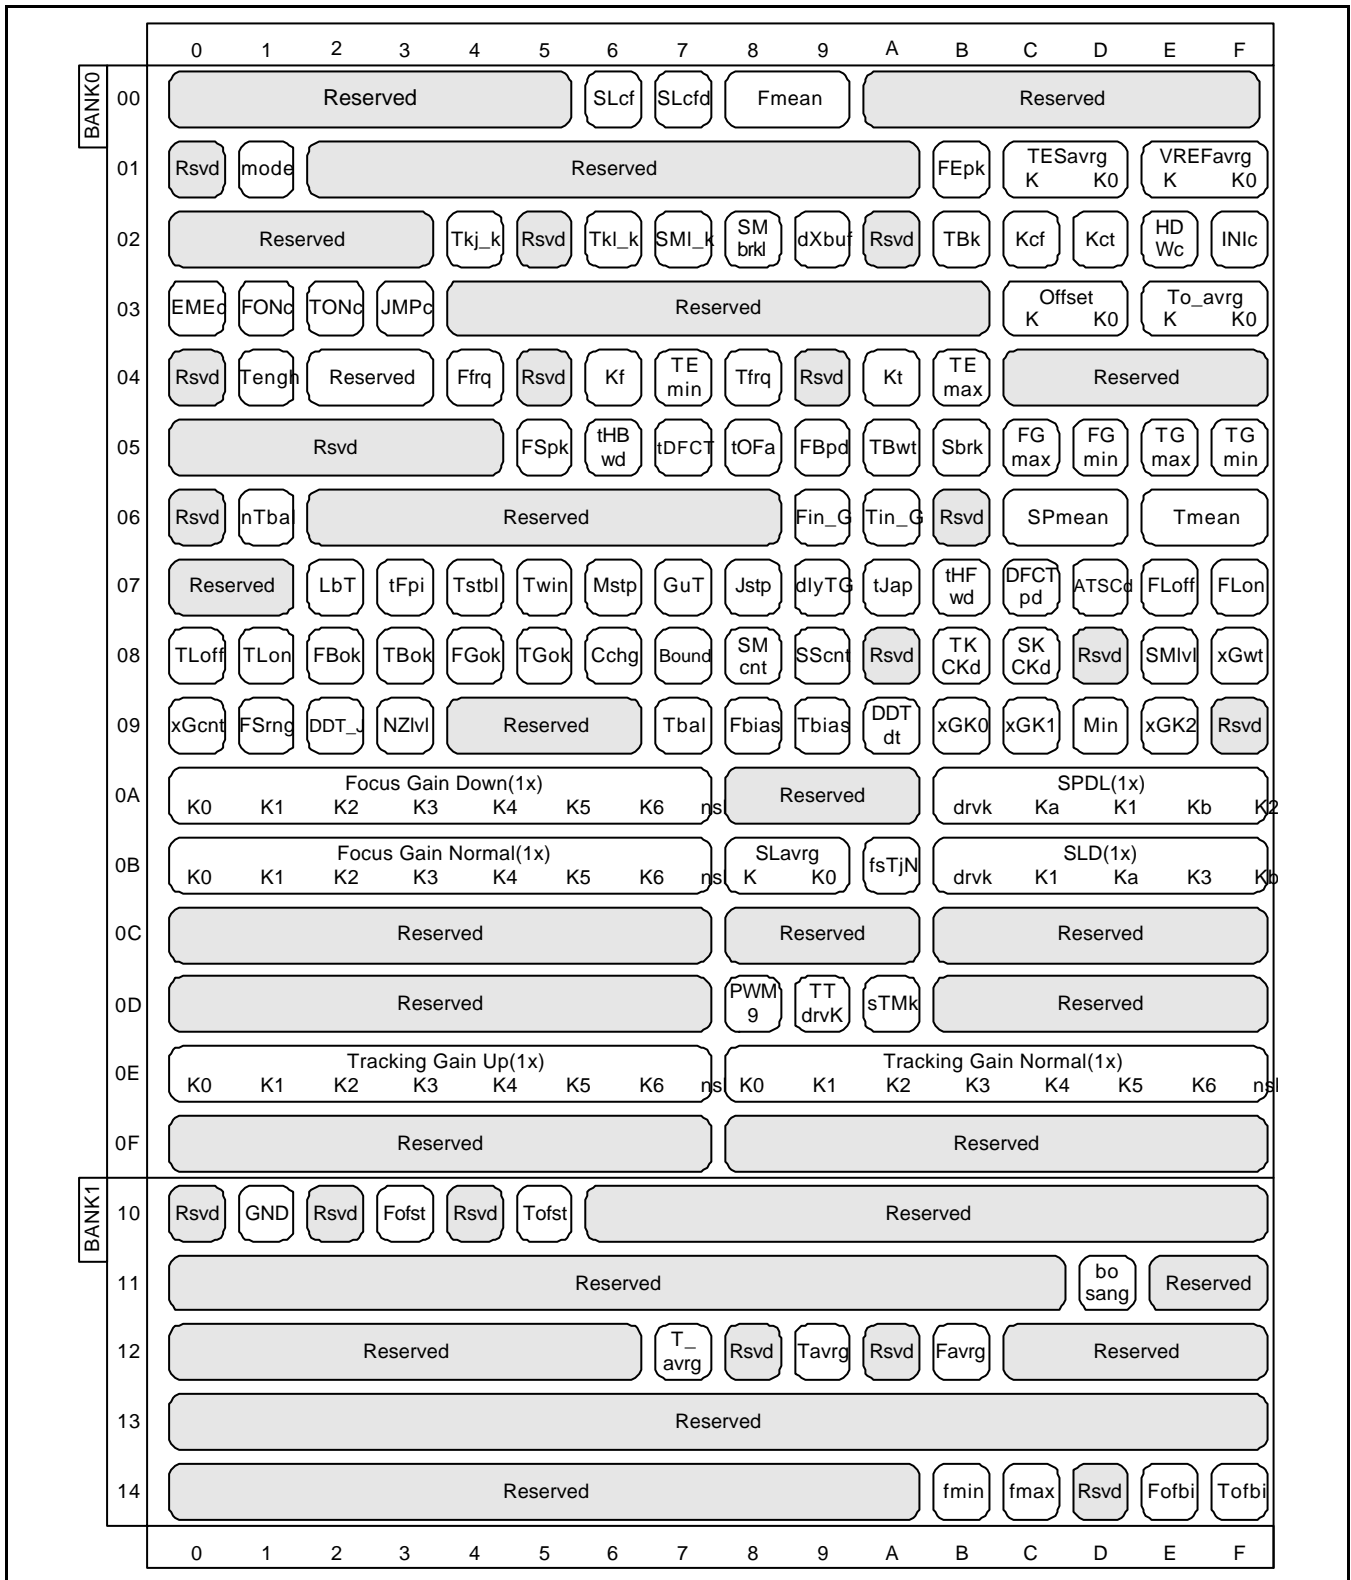 0 1 2 3 4 5 6 7 8 9 A B C D E F
BANK0
00 Reserved SLcf SLcfd Fmean Reserved
01 Rsvd mode Reserved FEpk TESavrg K K0 VREFavrg K K0
02 Reserved Tkj_k Rsvd Tkl_k SMl_k SM brkl dXbuf Rsvd TBk Kcf Kct HD Wc INIc
03 EMEc FONc TONc JMPc Reserved Offset K K0 To_avrg K K0
04 Rsvd Tengh Reserved Ffrq Rsvd Kf TE min Tfrq Rsvd Kt TE max Reserved
05 Rsvd FSpk tHB wd tDFCT tOFa FBpd TBwt Sbrk FG max FG min TG max TG min
06 Rsvd nTbal Reserved Fin_G Tin_G Rsvd SPmean Tmean
07 Reserved LbT tFpi Tstbl Twin Mstp GuT Jstp dlyTG tJap tHF wd DFCT pd ATSCd FLoff FLon
08 TLoff TLon FBok TBok FGok TGok Cchg Bound SM cnt SScnt Rsvd TK CKd SK CKd Rsvd SMlvl xGwt
09 xGcnt FSrng DDT_J NZlvl Reserved Tbal Fbias Tbias DDT dt xGK0 xGK1 Min xGK2 Rsvd
0A Focus Gain Down(1x) K0 K1 K2 K3 K4 K5 K6 nsl Reserved SPDL(1x) drvk Ka K1 Kb K2
0B Focus Gain Normal(1x) K0 K1 K2 K3 K4 K5 K6 nsl SLavrg K K0 fsTjN SLD(1x) drvk K1 Ka K3 Kb
0C Reserved Reserved Reserved
0D Reserved PWM 9 TT drvK sTMk Reserved
0E Tracking Gain Up(1x) K0 K1 K2 K3 K4 K5 K6 nsl Tracking Gain Normal(1x) K0 K1 K2 K3 K4 K5 K6 nsl
0F Reserved Reserved
BANK1
10 Rsvd GND Rsvd Fofst Rsvd Tofst Reserved
11 Reserved bo sang Reserved
12 Reserved T_ avrg Rsvd Tavrg Rsvd Favrg Reserved
13 Reserved
14 Reserved fmin fmax Rsvd Fofbi Tofbi
0 1 2 3 4 5 6 7 8 9 A B C D E F